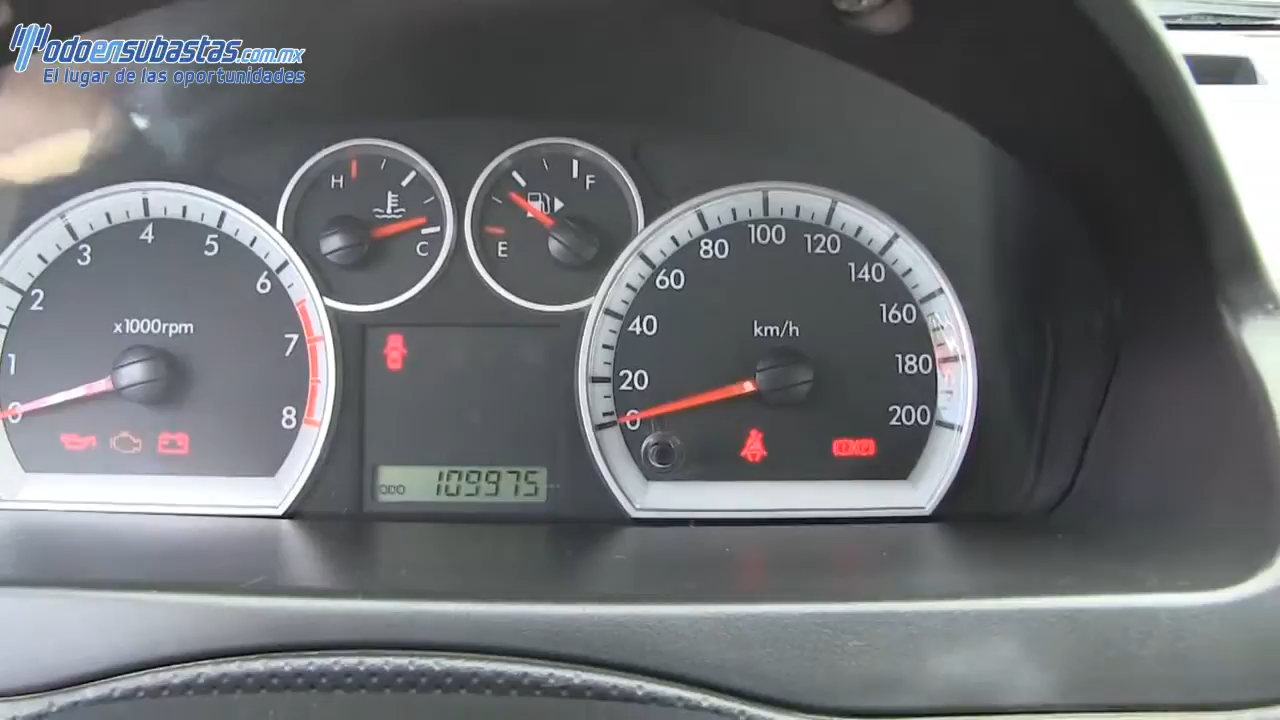 Todoensubastas.com.mx
El lugar de las oportunidades
H
C
F
E
0
1
2
3
4
5
6
7
8
x1000rpm
ODO 109975
0
20
40
60
80
100
120
140
160
180
200
km/h